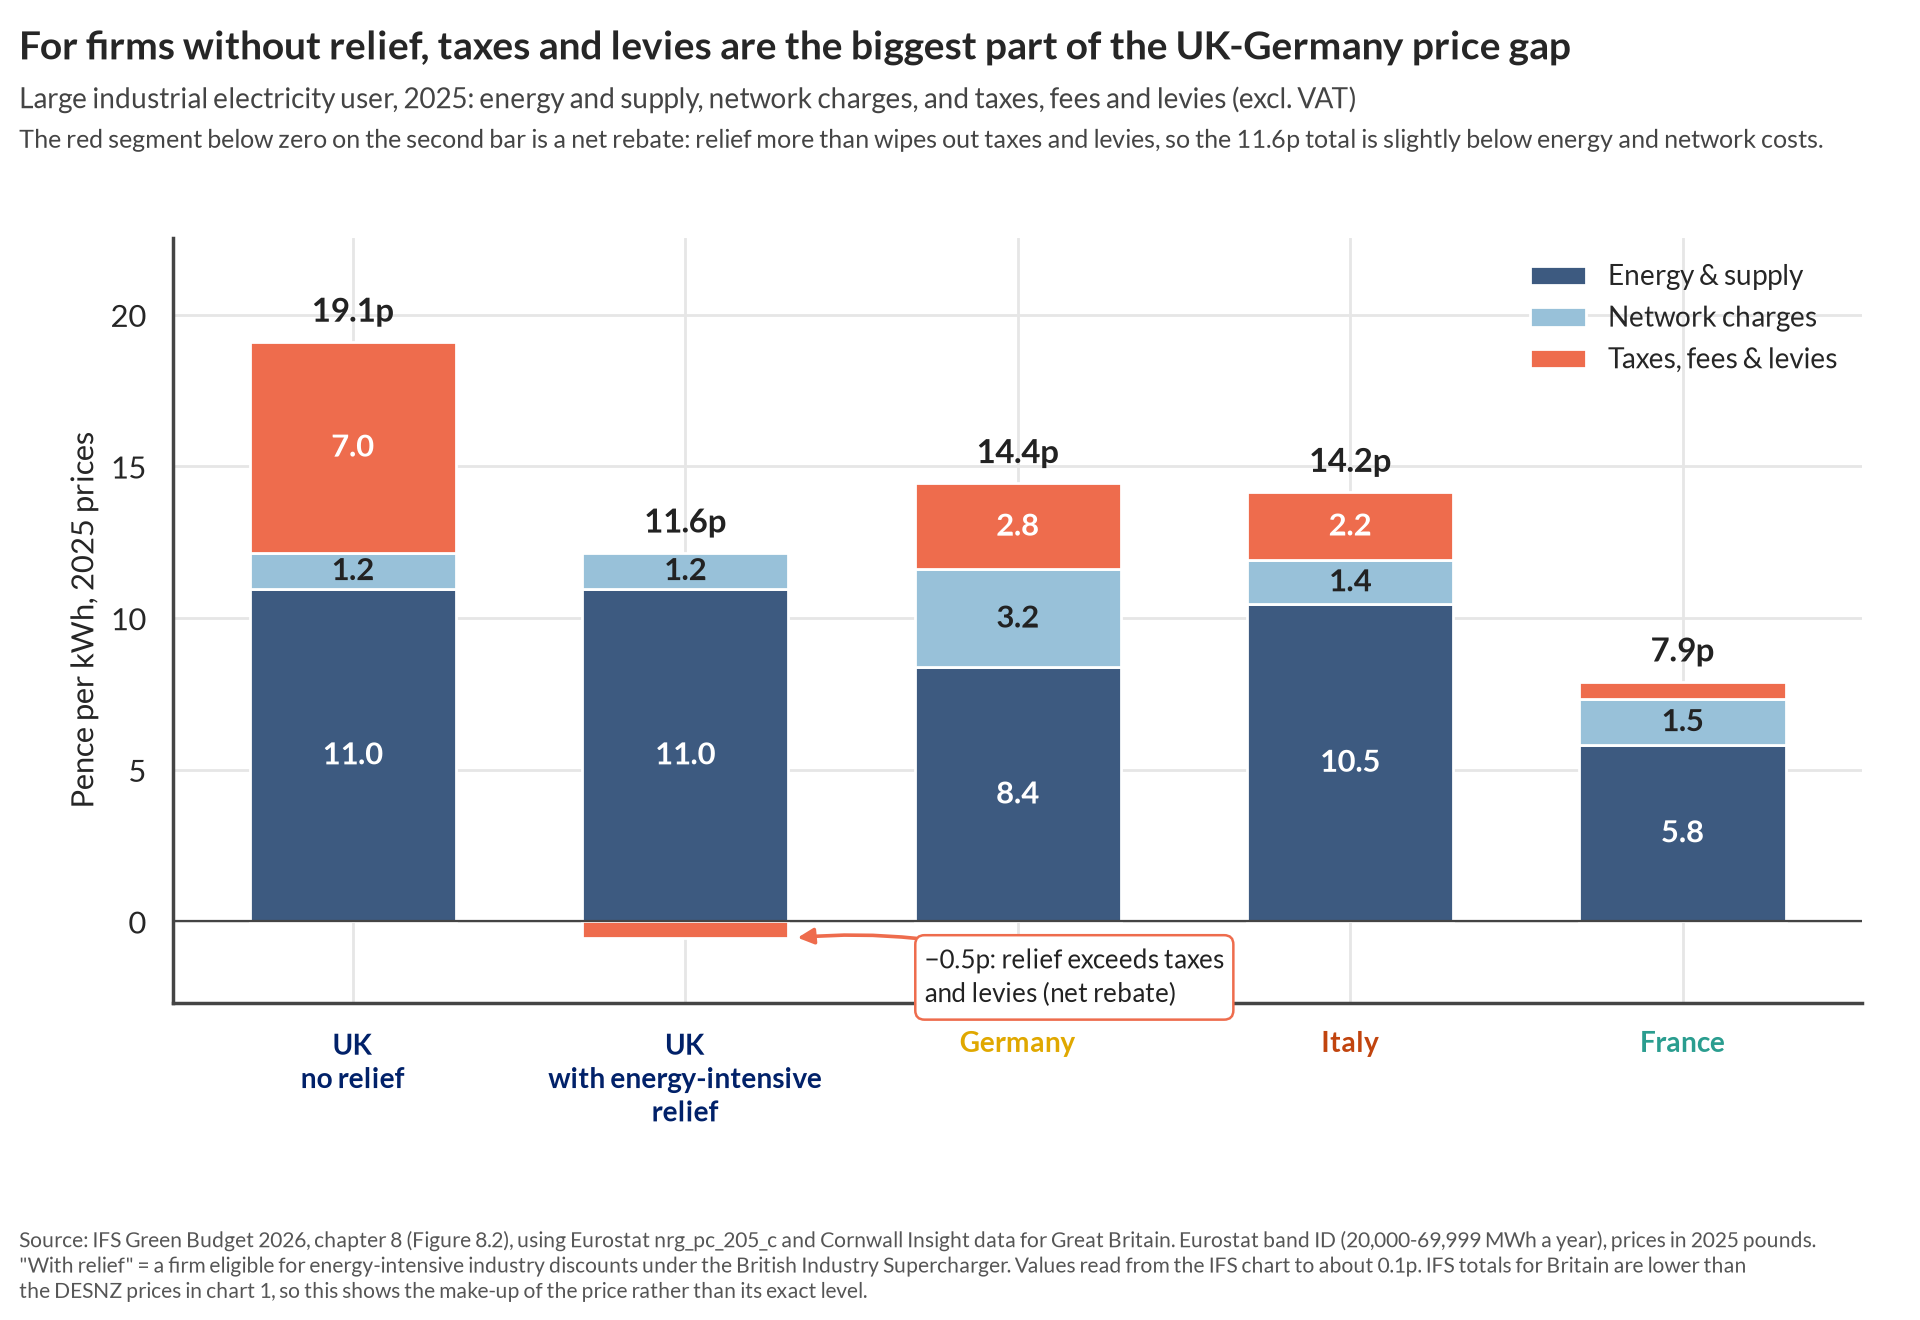 For firms without relief, taxes and levies are the biggest part of the UK-Germany price gap
Large industrial electricity user, 2025: energy and supply, network charges, and taxes, fees and levies (excl. VAT)
The red segment below zero on the second bar is a net rebate: relief more than wipes out taxes and levies, so the 11.6p total is slightly below energy and network costs.
Energy & supply
Network charges
Taxes, fees & levies
Pence per kWh, 2025 prices
20
15
10
5
0
19.1p
7.0
1.2
11.0
11.6p
1.2
11.0
14.4p
2.8
3.2
8.4
14.2p
2.2
1.4
10.5
7.9p
1.5
5.8
−0.5p: relief exceeds taxes
and levies (net rebate)
UK
no relief
UK
with energy-intensive
relief
Germany
Italy
France
Source: IFS Green Budget 2026, chapter 8 (Figure 8.2), using Eurostat nrg_pc_205_c and Cornwall Insight data for Great Britain. Eurostat band ID (20,000-69,999 MWh a year), prices in 2025 pounds.
"With relief" = a firm eligible for energy-intensive industry discounts under the British Industry Supercharger. Values read from the IFS chart to about 0.1p. IFS totals for Britain are lower than
the DESNZ prices in chart 1, so this shows the make-up of the price rather than its exact level.